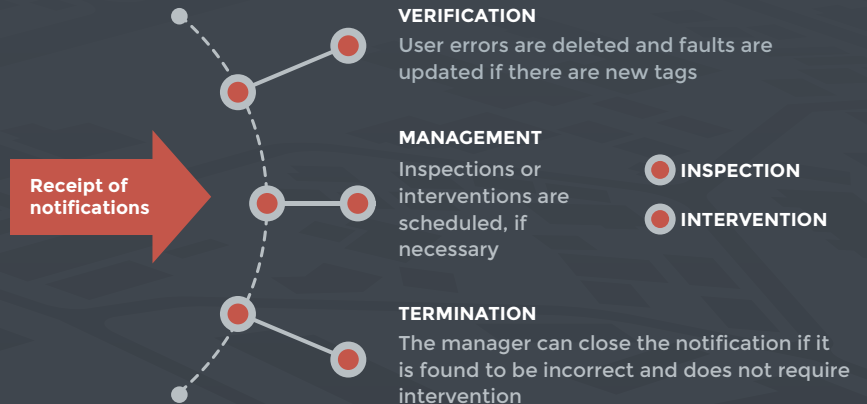 VERIFICATION
User errors are deleted and faults are
updated if there are new tags
Receipt of
notifications
MANAGEMENT
Inspections or
interventions are
scheduled, if
necessary
INSPECTION
INTERVENTION
TERMINATION
The manager can close the notification if it
is found to be incorrect and does not require
intervention